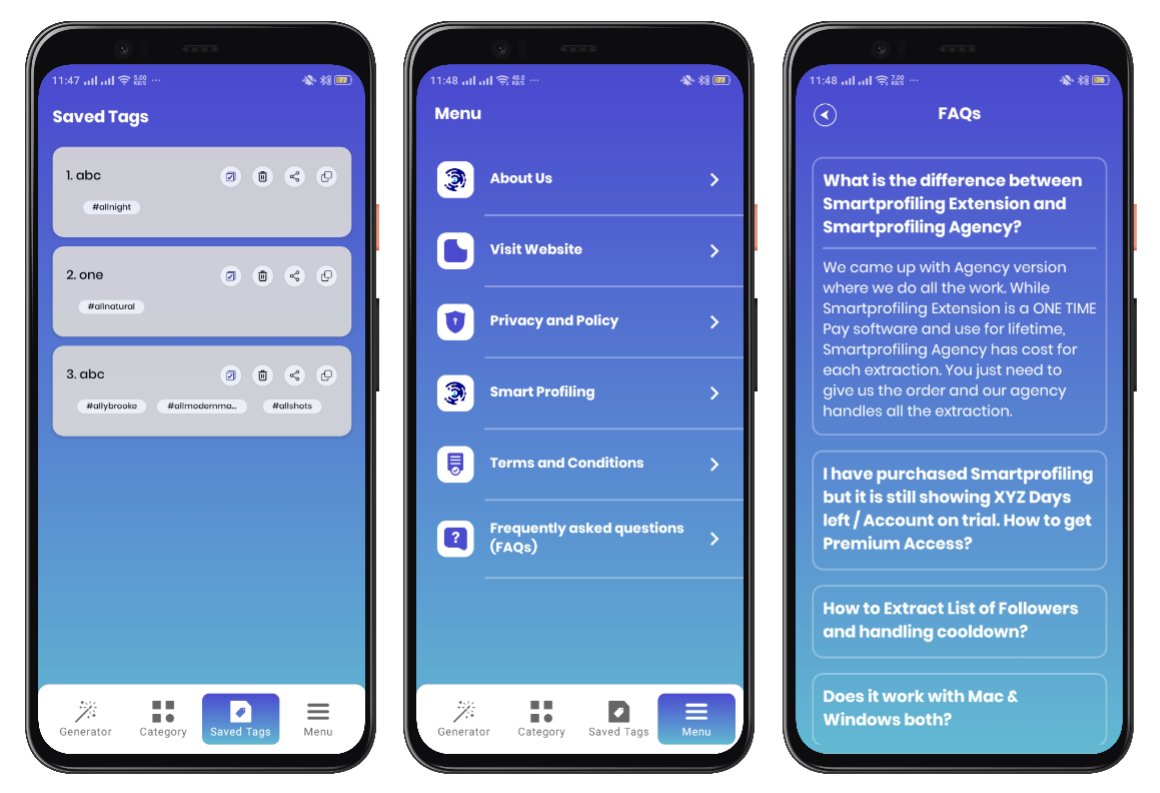 11:47
Saved Tags
1. abc
#allnight
2. one
#allnatural
3. abc
#allybrooke #allmodernma... #allshots
Generator Category Saved Tags Menu
11:48
Menu
About Us
Visit Website
Privacy and Policy
Smart Profiling
Terms and Conditions
Frequently asked questions
(FAQs)
Generator Category Saved Tags Menu
11:48
FAQs
What is the difference between
Smartprofiling Extension and
Smartprofiling Agency?
We came up with Agency version
where we do all the work. While
Smartprofiling Extension is a ONE TIME
Pay software and use for lifetime,
Smartprofiling Agency has cost for
each extraction. You just need to
give us the order and our agency
handles all the extraction.
I have purchased Smartprofiling
but it is still showing XYZ Days
left / Account on trial. How to get
Premium Access?
How to Extract List of Followers
and handling cooldown?
Does it work with Mac &
Windows both?